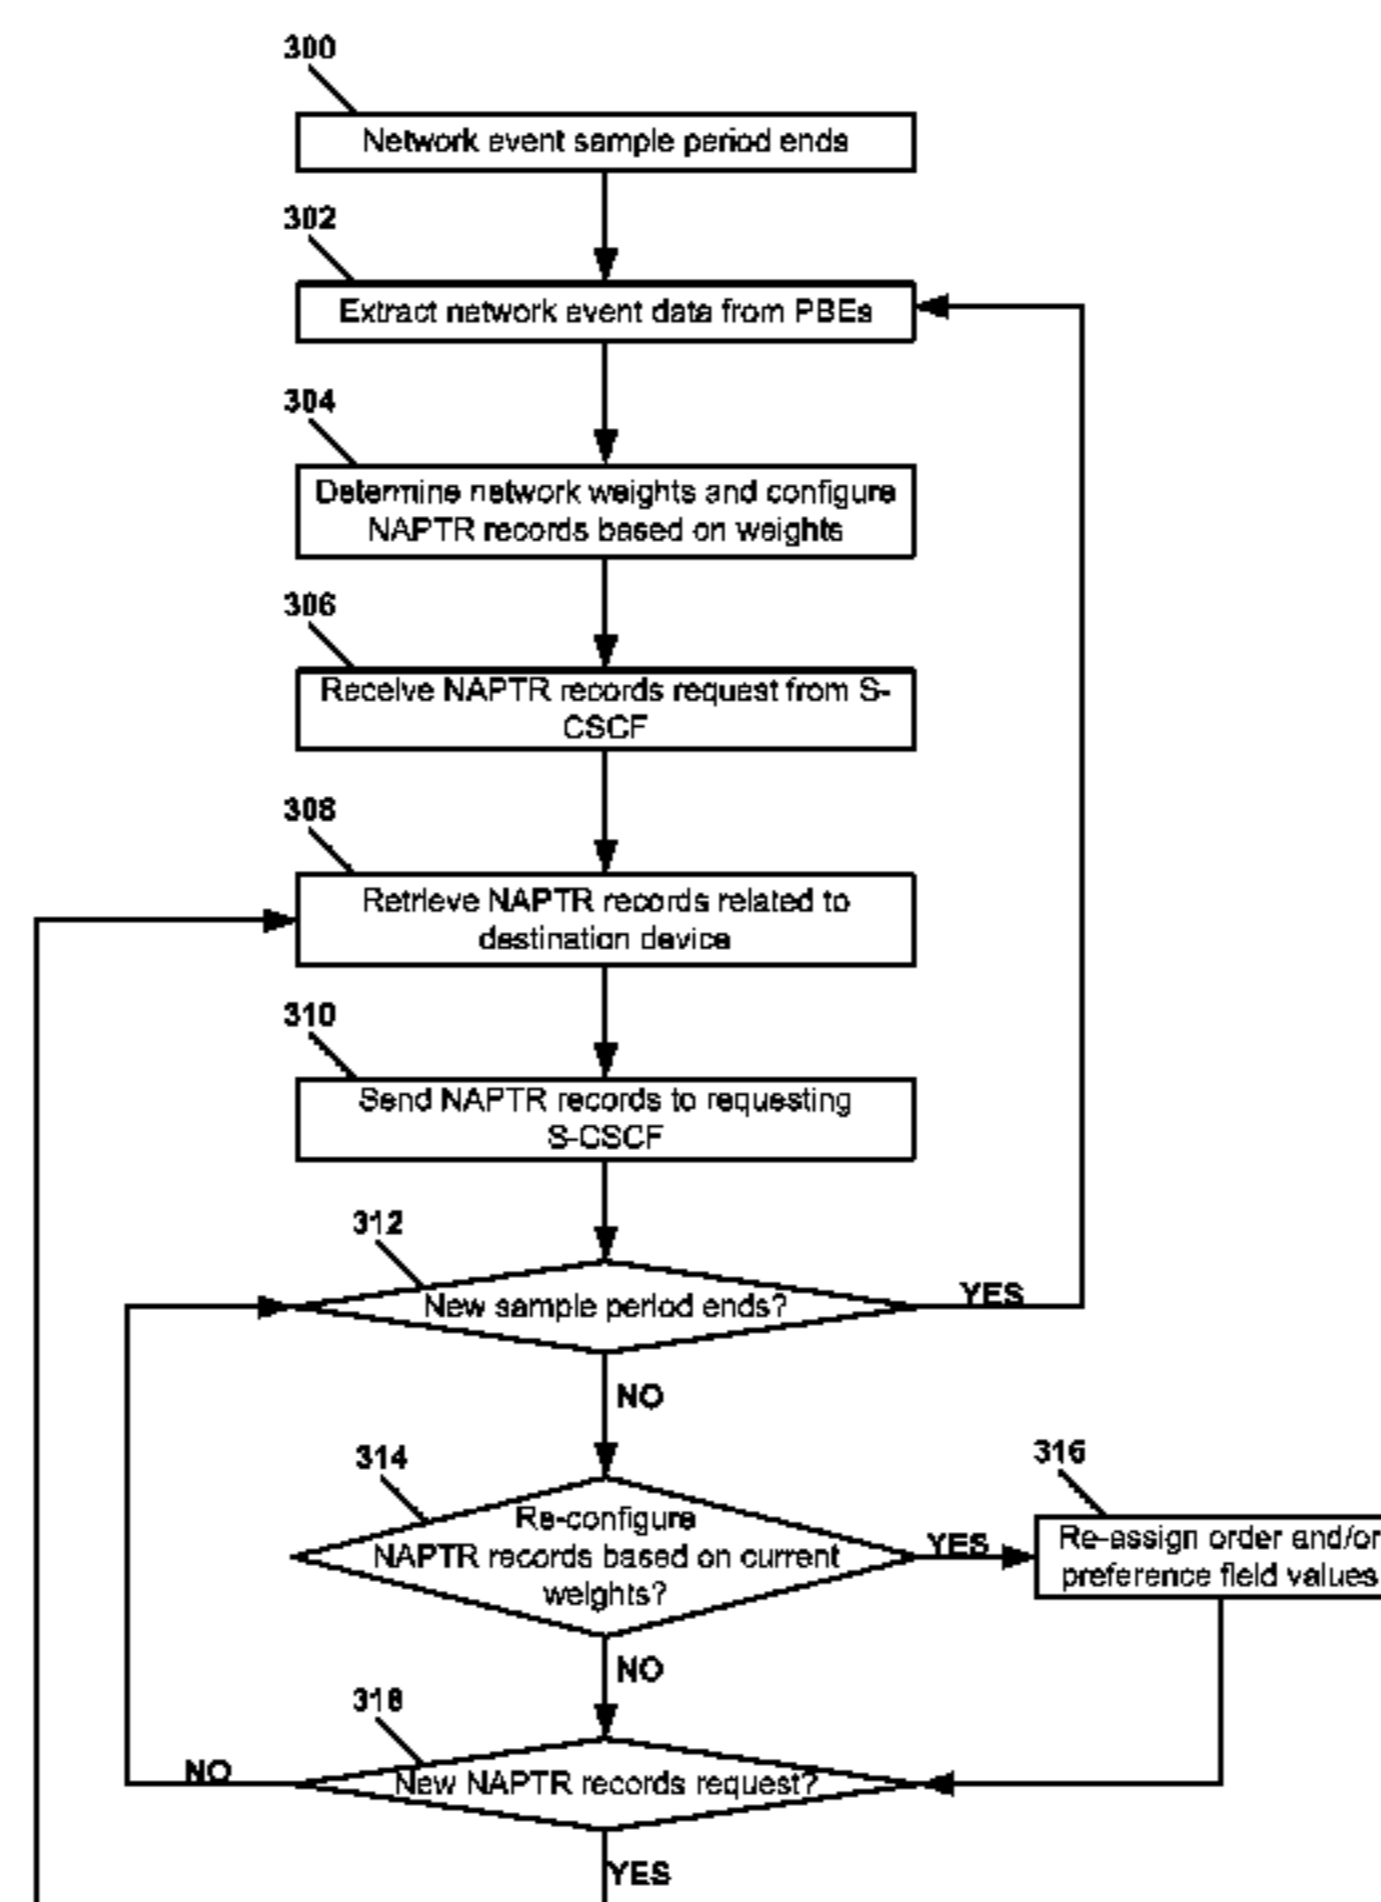 300
Network event sample period ends
302
Extract network event data from PBEs
304
Determine network weights and configure
NAPTR records based on weights
306
Receive NAPTR records request from S-
CSCF
308
Retrieve NAPTR records related to
destination device
310
Send NAPTR records to requesting
S-CSCF
312
New sample period ends?
YES
NO
314
Re-configure
NAPTR records based on current
weights?
YES
316
Re-assign order and/or
preference field values
NO
318
New NAPTR records request?
NO
YES